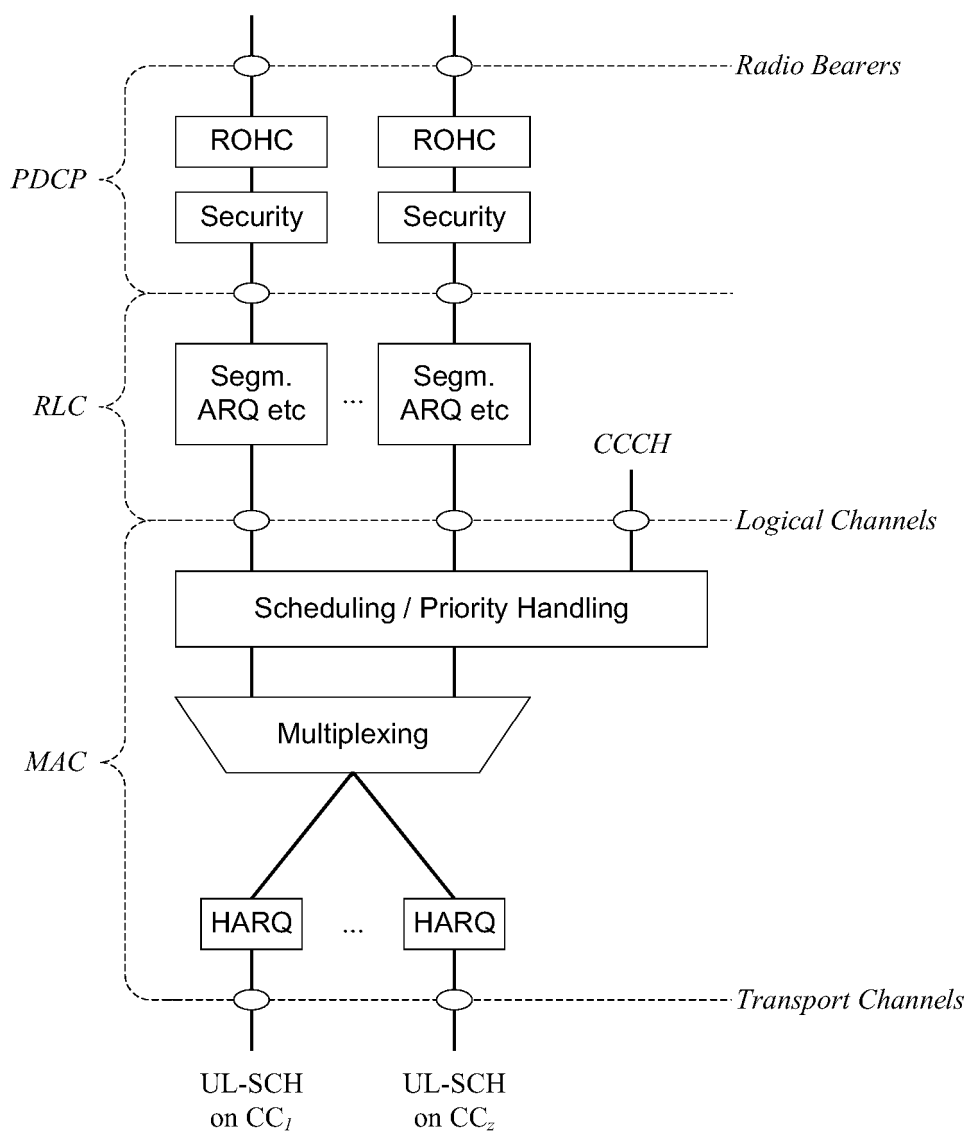 Radio Bearers
ROHC ROHC
PDCP
Security Security
Segm. Segm.
ARQ etc ... ARQ etc
RLC
CCCH
Logical Channels
Scheduling / Priority Handling
Multiplexing
MAC
HARQ ... HARQ
Transport Channels
UL-SCH UL-SCH
on CC1 on CCz